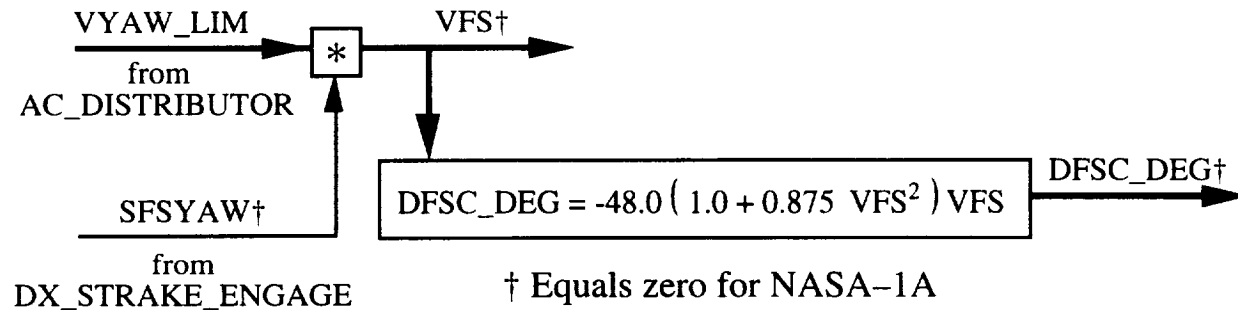 VYAW_LIM
from
AC_DISTRIBUTOR
*
VFS†
SFSYAW†
from
DX_STRAKE_ENGAGE
DFSC_DEG = -48.0 ( 1.0 + 0.875 VFS² ) VFS
DFSC_DEG†
† Equals zero for NASA–1A